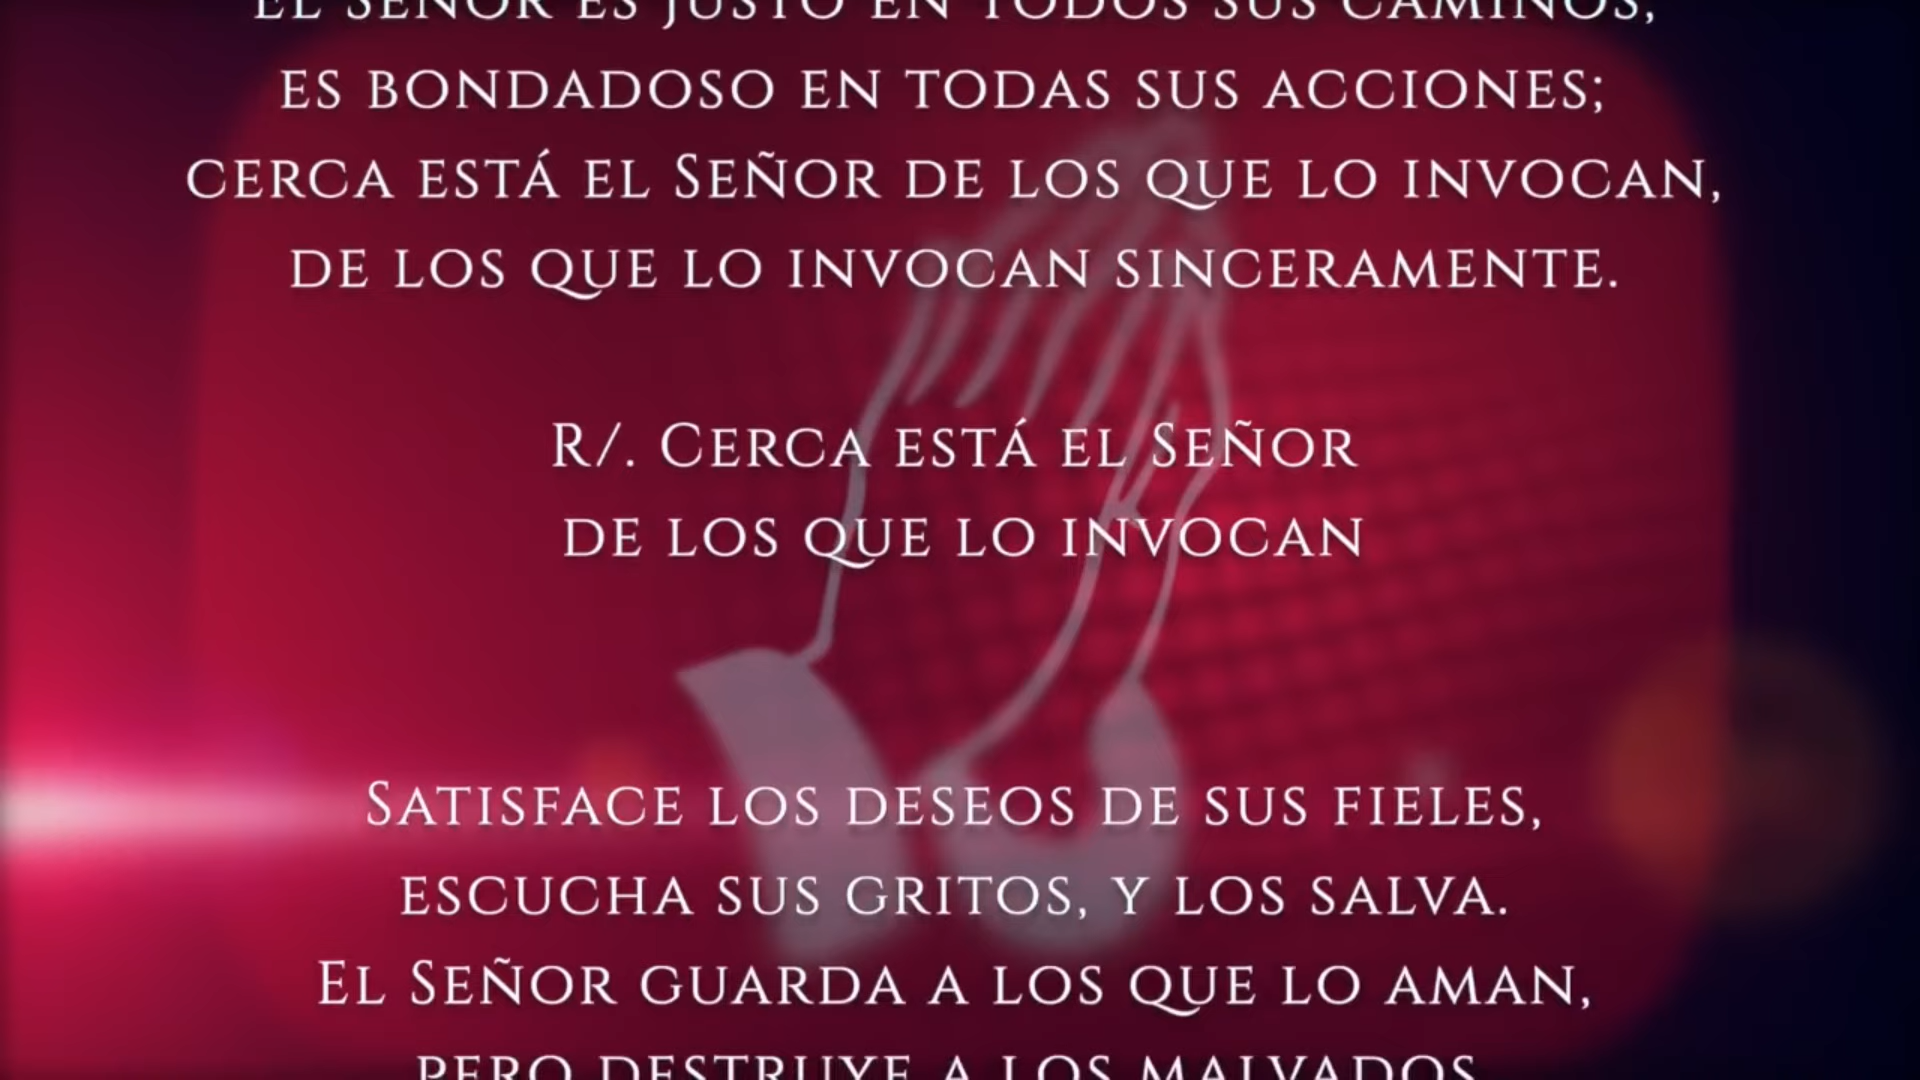 El Señor es justo en todos sus caminos,
es bondadoso en todas sus acciones;
cerca está el Señor de los que lo invocan,
de los que lo invocan sinceramente.
R/. Cerca está el Señor
de los que lo invocan
Satisface los deseos de sus fieles,
escucha sus gritos, y los salva.
El Señor guarda a los que lo aman,
pero destruye a los malvados.